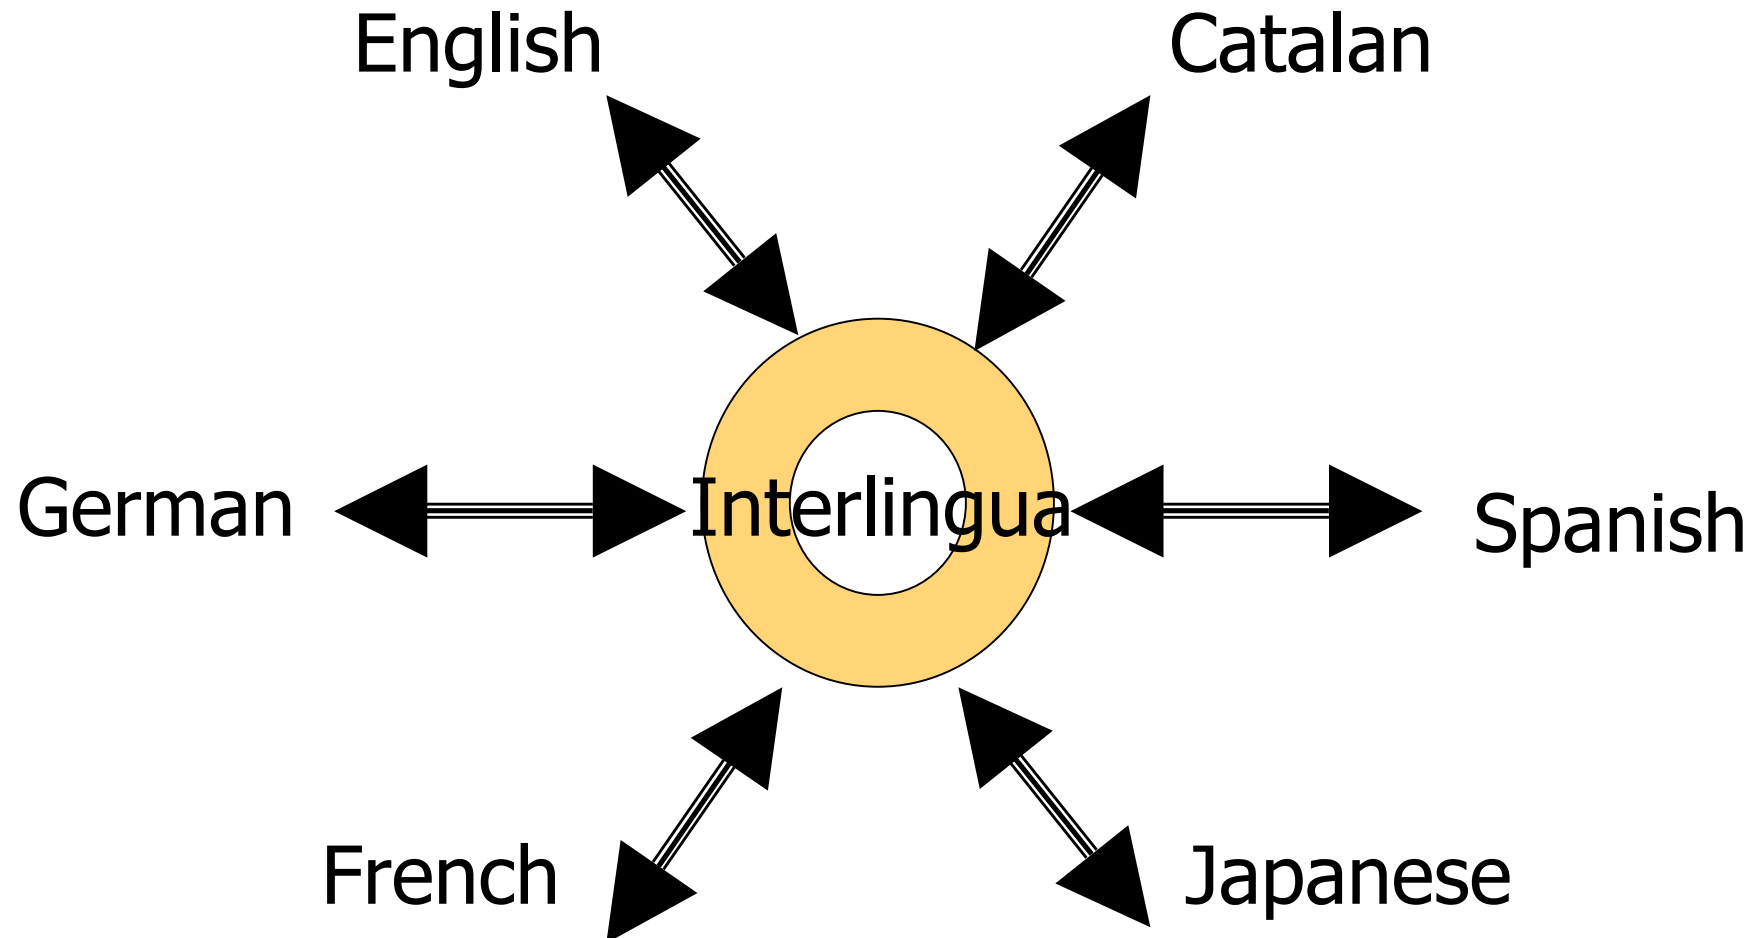 English
Catalan
German
Interlingua
Spanish
French
Japanese